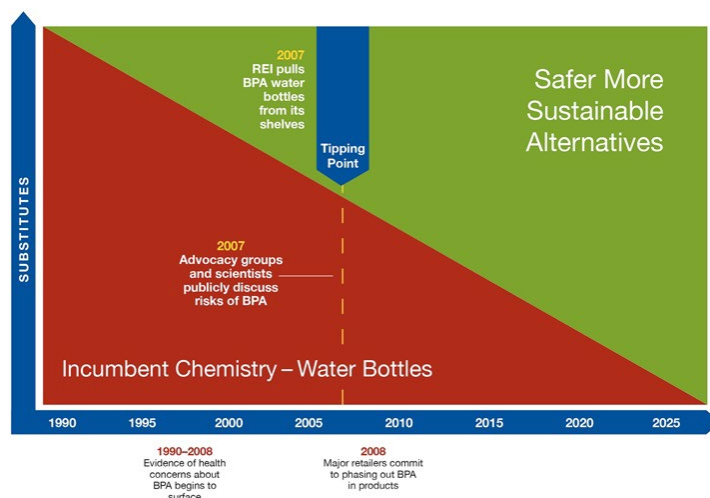 2007
REI pulls
BPA water
bottles
from its
shelves
Tipping
Point
Safer More
Sustainable
Alternatives
SUBSTITUTES
2007
Advocacy groups
and scientists
publicly discuss
risks of BPA
Incumbent Chemistry – Water Bottles
1990 1995 2000 2005 2010 2015 2020 2025
1990–2008
Evidence of health
concerns about
BPA begins to
surface
2008
Major retailers commit
to phasing out BPA
in products